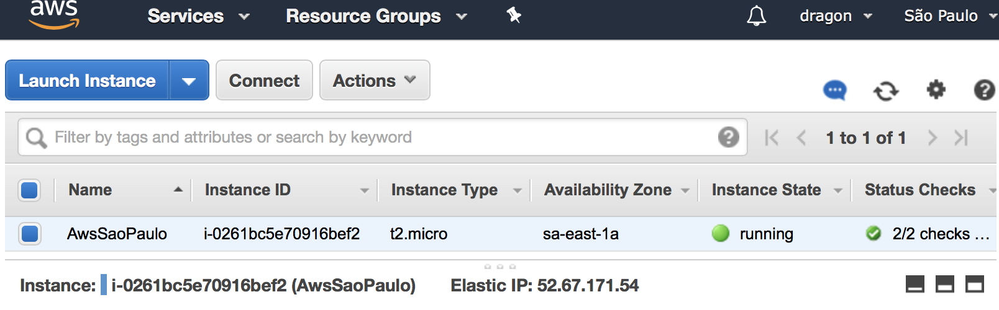 aws Services Resource Groups dragon São Paulo
Launch Instance Connect Actions
Filter by tags and attributes or search by keyword ? 1 to 1 of 1
Name Instance ID Instance Type Availability Zone Instance State Status Checks
AwsSaoPaulo i-0261bc5e70916bef2 t2.micro sa-east-1a running 2/2 checks ...
Instance: i-0261bc5e70916bef2 (AwsSaoPaulo) Elastic IP: 52.67.171.54